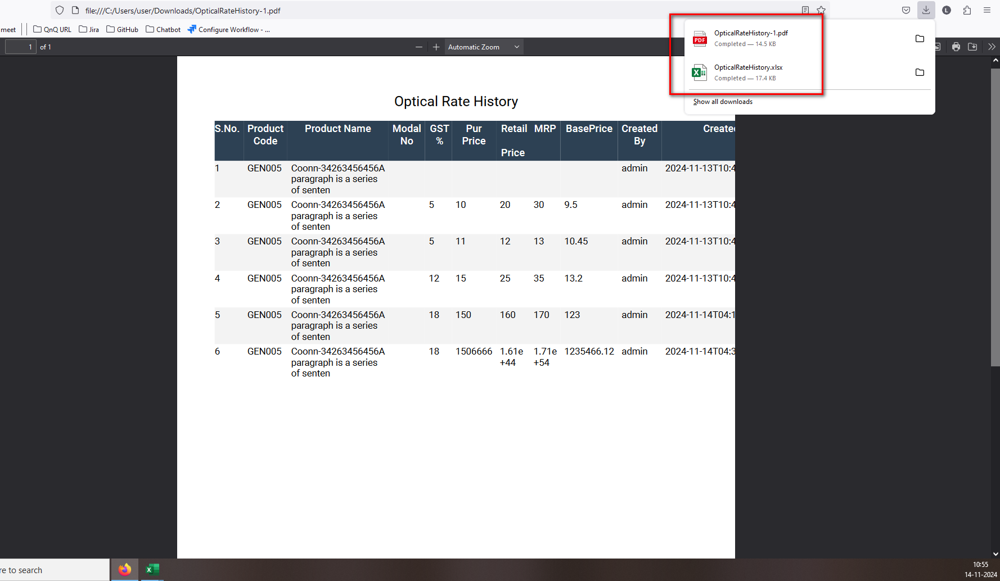 file:///C:/Users/user/Downloads/OpticalRateHistory-1.pdf
meet QnQ URL Jira GitHub Chatbot Configure Workflow - ...
1 of 1 Automatic Zoom
OpticalRateHistory-1.pdf
Completed — 14.5 KB
OpticalRateHistory.xlsx
Completed — 17.4 KB
Show all downloads
Optical Rate History
S.No. Product Code Product Name Modal No GST % Pur Price Retail Price MRP BasePrice Created By Create
1 GEN005 Coonn-34263456456A admin 2024-11-13T10:4
paragraph is a series
of senten
2 GEN005 Coonn-34263456456A 5 10 20 30 9.5 admin 2024-11-13T10:4
paragraph is a series
of senten
3 GEN005 Coonn-34263456456A 5 11 12 13 10.45 admin 2024-11-13T10:4
paragraph is a series
of senten
4 GEN005 Coonn-34263456456A 12 15 25 35 13.2 admin 2024-11-13T10:4
paragraph is a series
of senten
5 GEN005 Coonn-34263456456A 18 150 160 170 123 admin 2024-11-14T04:1
paragraph is a series
of senten
6 GEN005 Coonn-34263456456A 18 1506666 1.61e 1.71e 1235466.12 admin 2024-11-14T04:3
paragraph is a series +44 +54
of senten
re to search
10:55
14-11-2024